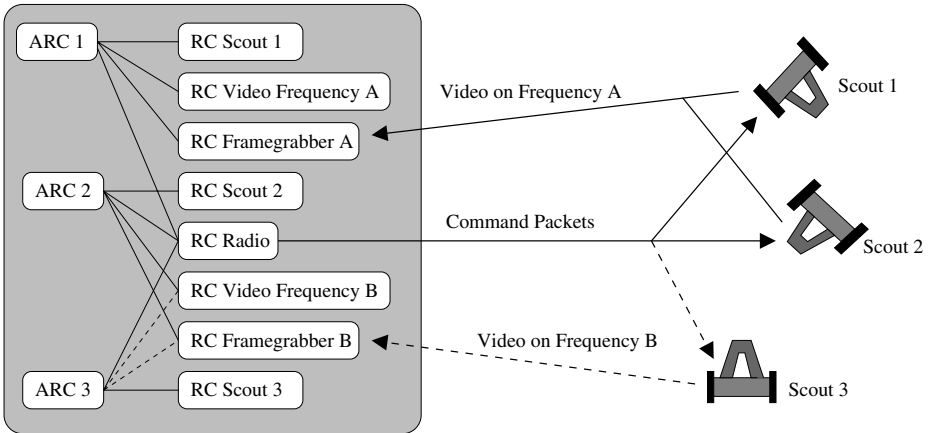 ARC 1
RC Scout 1
RC Video Frequency A
RC Framegrabber A
ARC 2
RC Scout 2
RC Radio
RC Video Frequency B
RC Framegrabber B
ARC 3
RC Scout 3
Video on Frequency A
Scout 1
Command Packets
Scout 2
Video on Frequency B
Scout 3